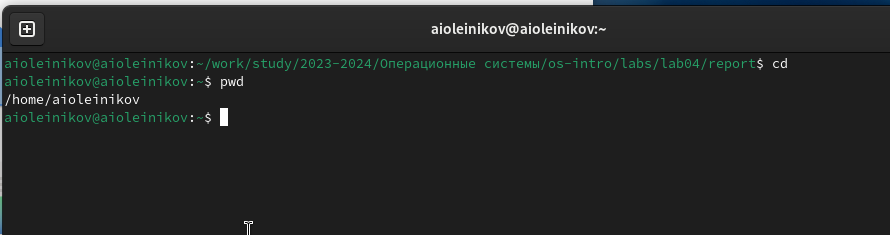 aioleinikov@aioleinikov:~
aioleinikov@aioleinikov:~/work/study/2023-2024/Операционные системы/os-intro/labs/lab04/report$ cd
aioleinikov@aioleinikov:~$ pwd
/home/aioleinikov
aioleinikov@aioleinikov:~$